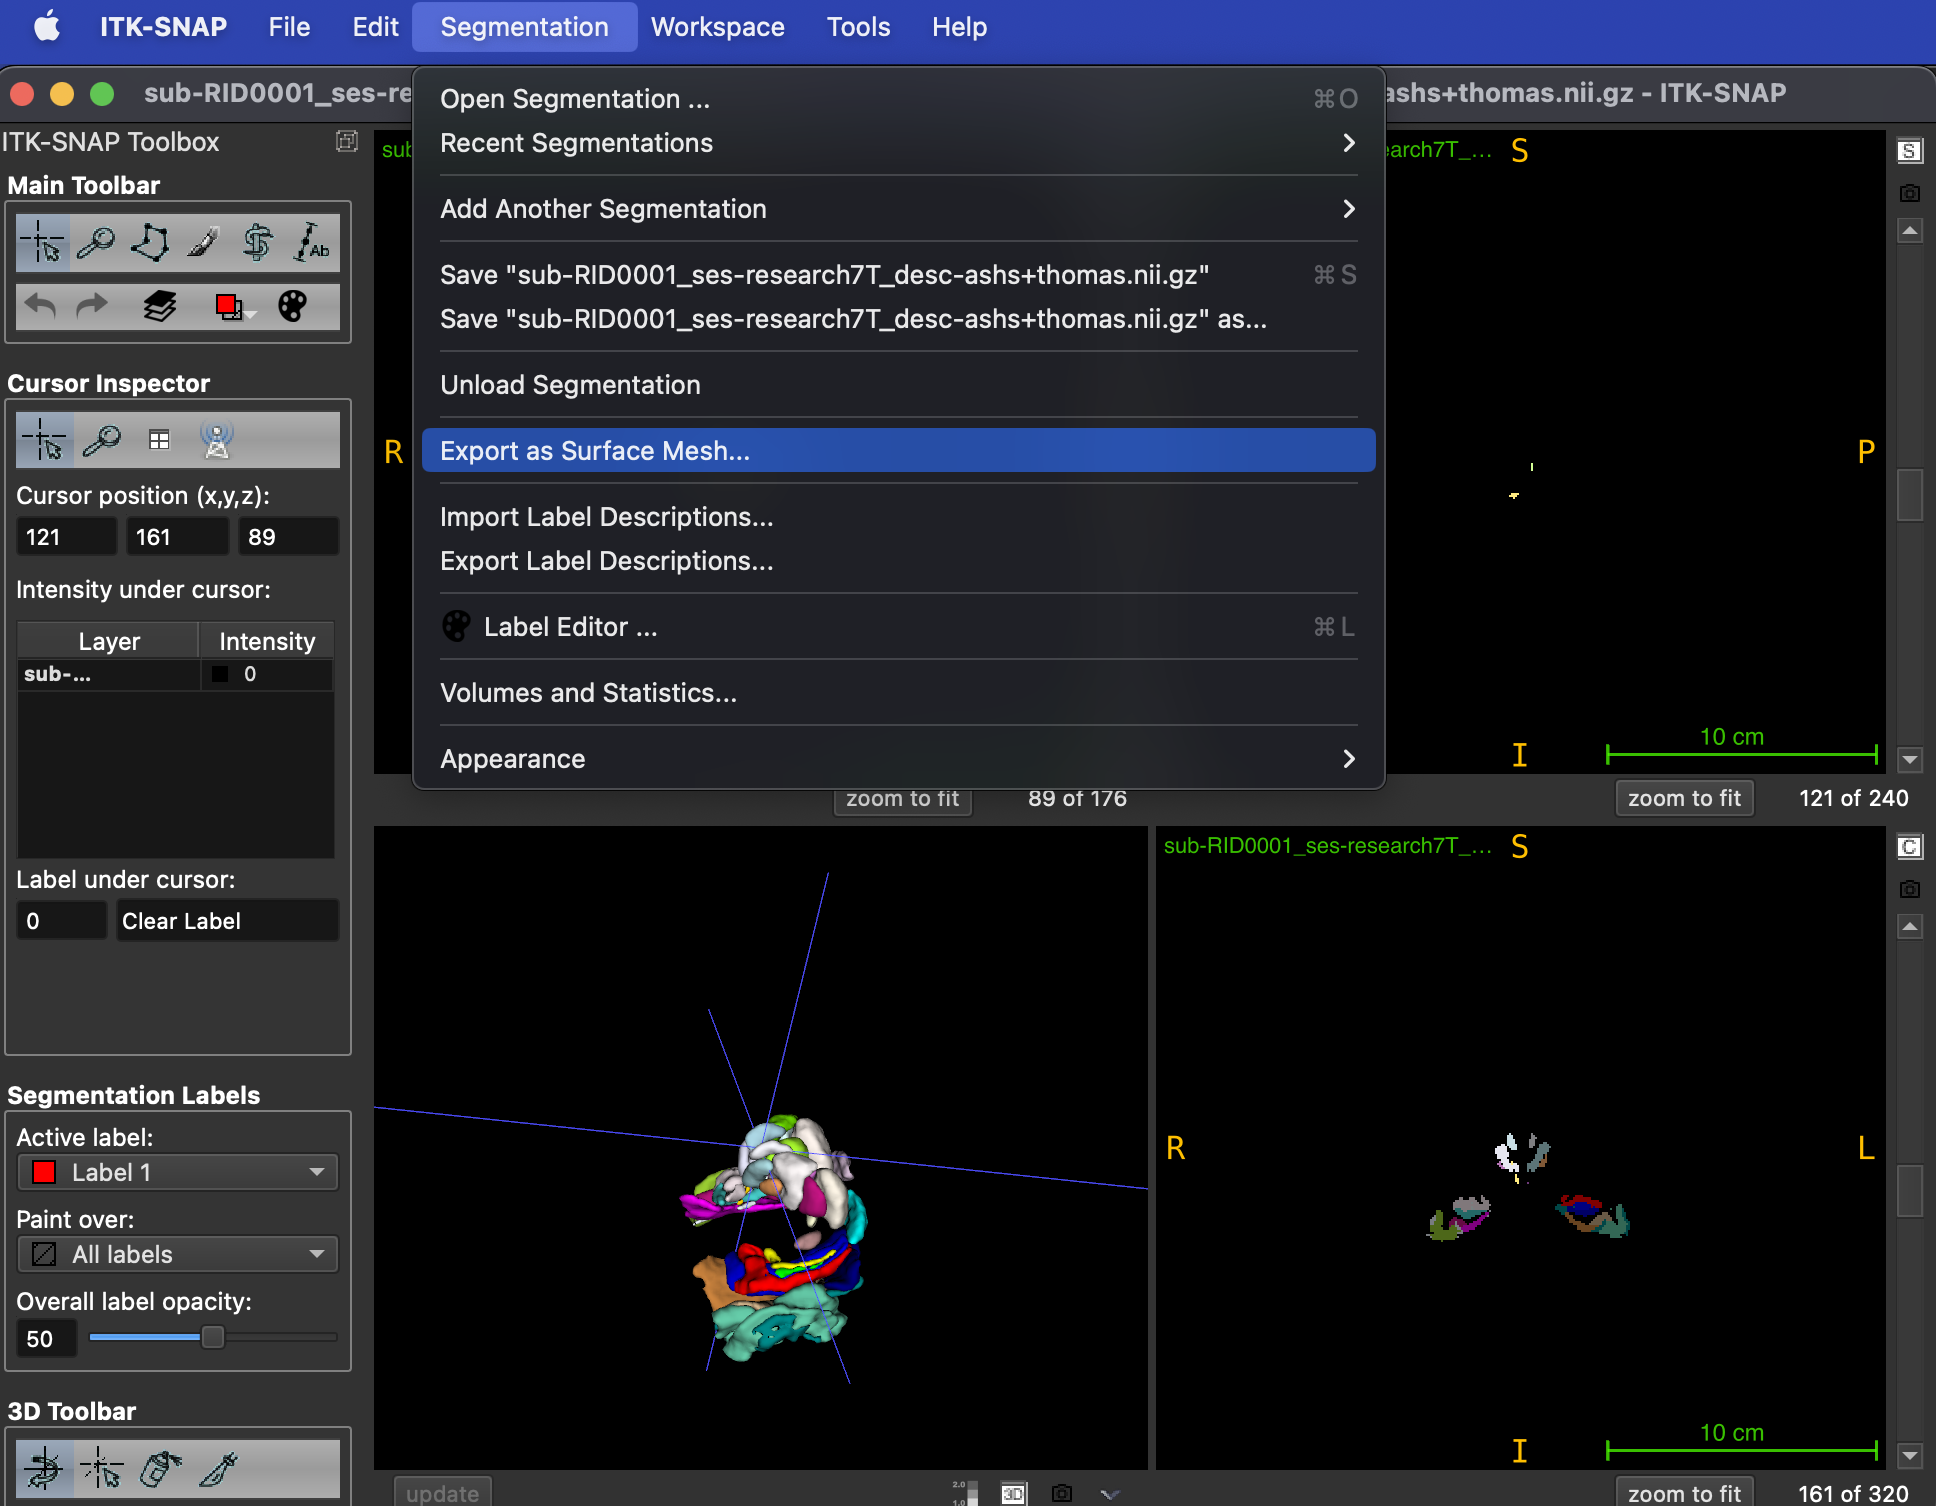 ITK-SNAP File Edit Segmentation Workspace Tools Help
sub-RID0001_ses-re
ashs+thomas.nii.gz - ITK-SNAP
Open Segmentation ... ⌘O
Recent Segmentations
Add Another Segmentation
Save "sub-RID0001_ses-research7T_desc-ashs+thomas.nii.gz" ⌘S
Save "sub-RID0001_ses-research7T_desc-ashs+thomas.nii.gz" as...
Unload Segmentation
Export as Surface Mesh...
Import Label Descriptions...
Export Label Descriptions...
Label Editor ... ⌘L
Volumes and Statistics...
Appearance
ITK-SNAP Toolbox
Main Toolbar
Ab
Cursor Inspector
Cursor position (x,y,z):
121 161 89
Intensity under cursor:
Layer Intensity
sub-... 0
Label under cursor:
0 Clear Label
Segmentation Labels
Active label:
Label 1
Paint over:
All labels
Overall label opacity:
50
3D Toolbar
sub
R
zoom to fit 89 of 176
earch7T_... S
S
P
10 cm
I
zoom to fit 121 of 240
update
2.0
1.0
3D
sub-RID0001_ses-research7T_... S
C
R L
10 cm
I
zoom to fit 161 of 320